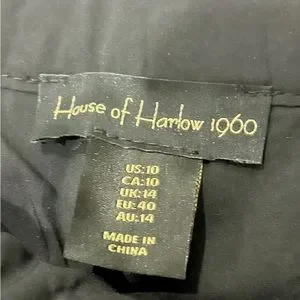 House of Harlow 1960
US:10
CA:10
UK:14
EU:40
AU:14
MADE IN
CHINA